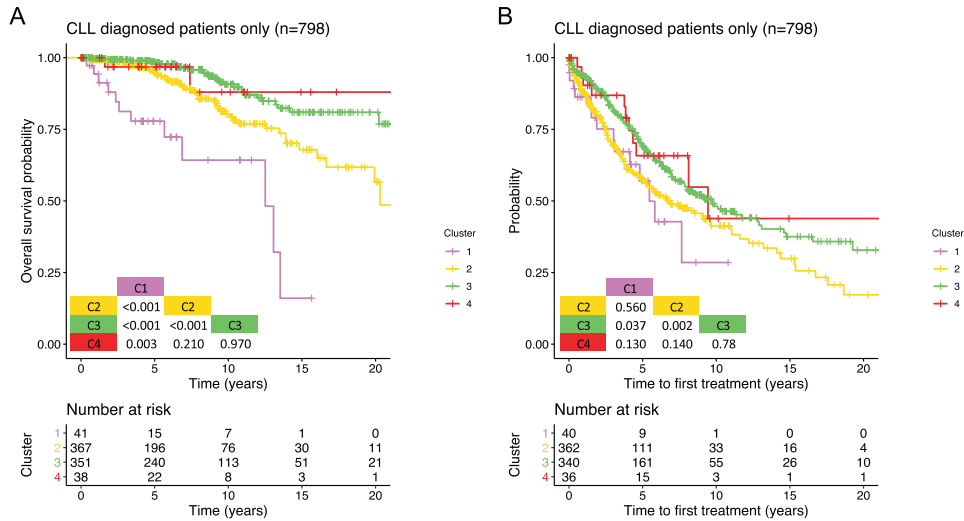 A
CLL diagnosed patients only (n=798)
Overall survival probability
1.00
0.75
0.50
0.25
0.00
C1
C2 <0.001 C2
C3 <0.001 <0.001 C3
C4 0.003 0.210 0.970
0 5 10 15 20
Time (years)
Cluster
1
2
3
4
Number at risk
Cluster
1 41 15 7 1 0
2 367 196 76 30 11
3 351 240 113 51 21
4 38 22 8 3 1
0 5 10 15 20
Time (years)
B
CLL diagnosed patients only (n=798)
Probability
1.00
0.75
0.50
0.25
0.00
C1
C2 0.560 C2
C3 0.037 0.002 C3
C4 0.130 0.140 0.78
0 5 10 15 20
Time to first treatment (years)
Cluster
1
2
3
4
Number at risk
Cluster
1 40 9 1 0 0
2 362 111 33 16 4
3 340 161 55 26 10
4 36 15 3 1 1
0 5 10 15 20
Time to first treatment (years)